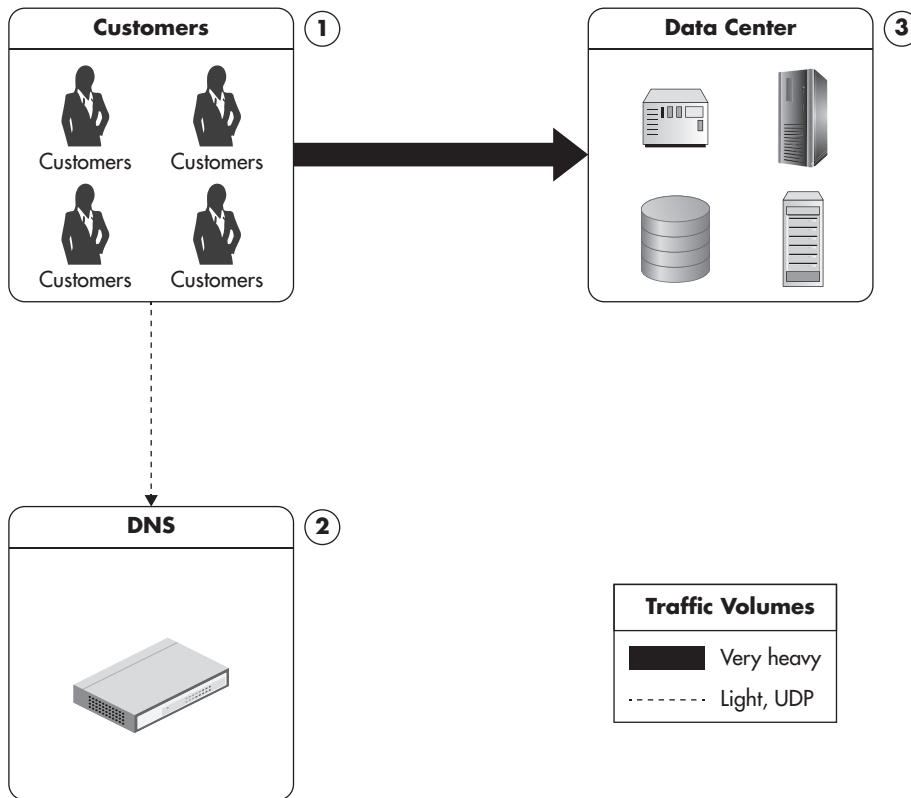 Customers
1
Customers
Customers
Customers
Customers
Data Center
3
DNS
2
Traffic Volumes
Very heavy
Light, UDP